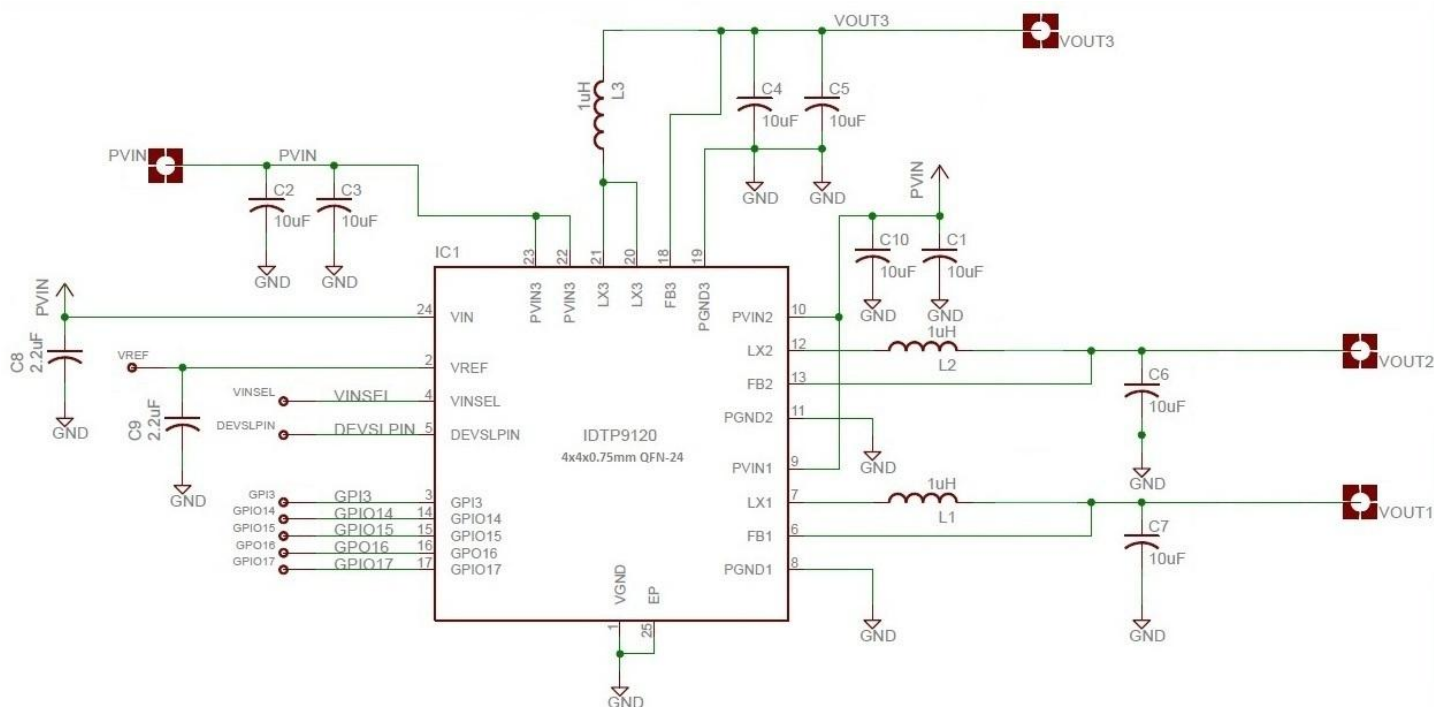 VOUT3
VOUT3
1uH
L3
C4
10uF
C5
10uF
GND
GND
PVIN
PVIN
C2
10uF
C3
10uF
GND
GND
PVIN
C10
10uF
C1
10uF
GND
GND
IC1
23
22
21
20
18
19
PVIN3
PVIN3
LX3
LX3
FB3
PGND3
PVIN
C8
2.2uF
GND
24
VIN
VREF
2
VREF
C9
2.2uF
GND
VINSEL
VINSEL
4
VINSEL
DEVSLPIN
DEVSLPIN
5
DEVSLPIN
GPI3
GPI3
3
GPI3
GPIO14
GPIO14
14
GPIO14
GPIO15
GPIO15
15
GPIO15
GPO16
GPO16
16
GPO16
GPIO17
GPIO17
17
GPIO17
IDTP9120
4x4x0.75mm QFN-24
PVIN2
10
LX2
12
1uH
L2
VOUT2
FB2
13
C6
10uF
GND
PGND2
11
GND
PVIN1
9
LX1
7
1uH
L1
VOUT1
FB1
6
C7
10uF
GND
PGND1
8
GND
VGND
EP
1
25
GND